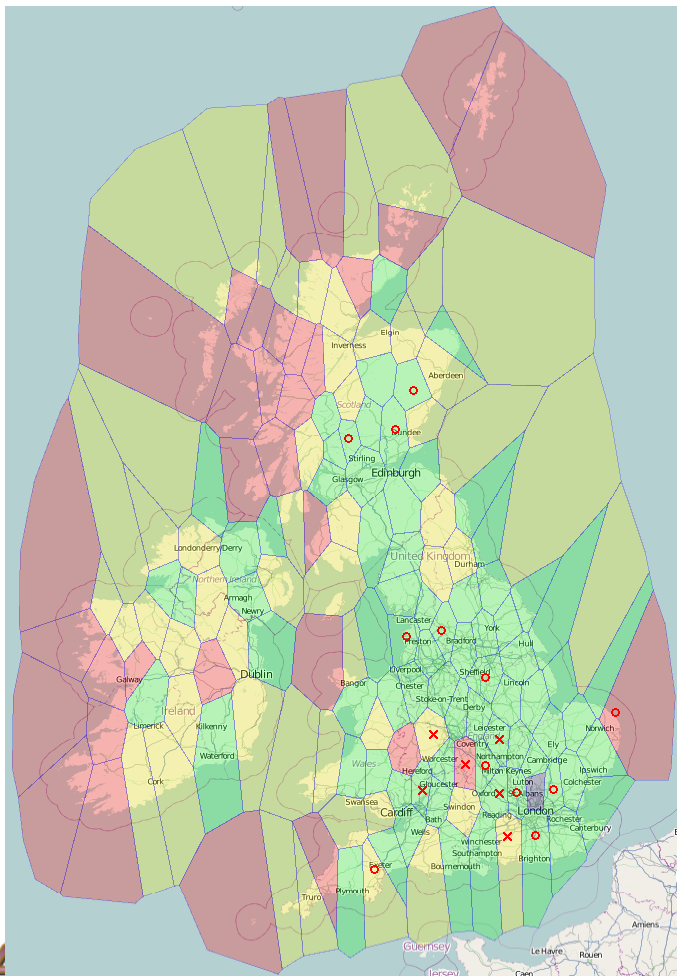 Elgin
Inverness
Aberdeen
Scotland
Dundee
Stirling
Edinburgh
Glasgow
Londonderry/Derry
United Kingdom
Durham
Northern Ireland
Armagh
Newry
Lancaster
York
Preston
Bradford
Hull
Liverpool
Sheffield
Dublin
Galway
Bangor
Chester
Lincoln
Stoke-on-Trent
Derby
Ireland
Limerick
Kilkenny
Leicester
Norwich
Coventry
Ely
Waterford
Worcester
Northampton
Cambridge
Wales
Hereford
Milton Keynes
Ipswich
Cork
Gloucester
Luton
Colchester
Oxford
St Albans
Swansea
Swindon
London
Cardiff
Reading
Bath
Rochester
Canterbury
Wells
Winchester
Southampton
Brighton
Exeter
Bournemouth
Plymouth
Truro
Amiens
Guernsey
Le Havre
Rouen
Jersey
Caen